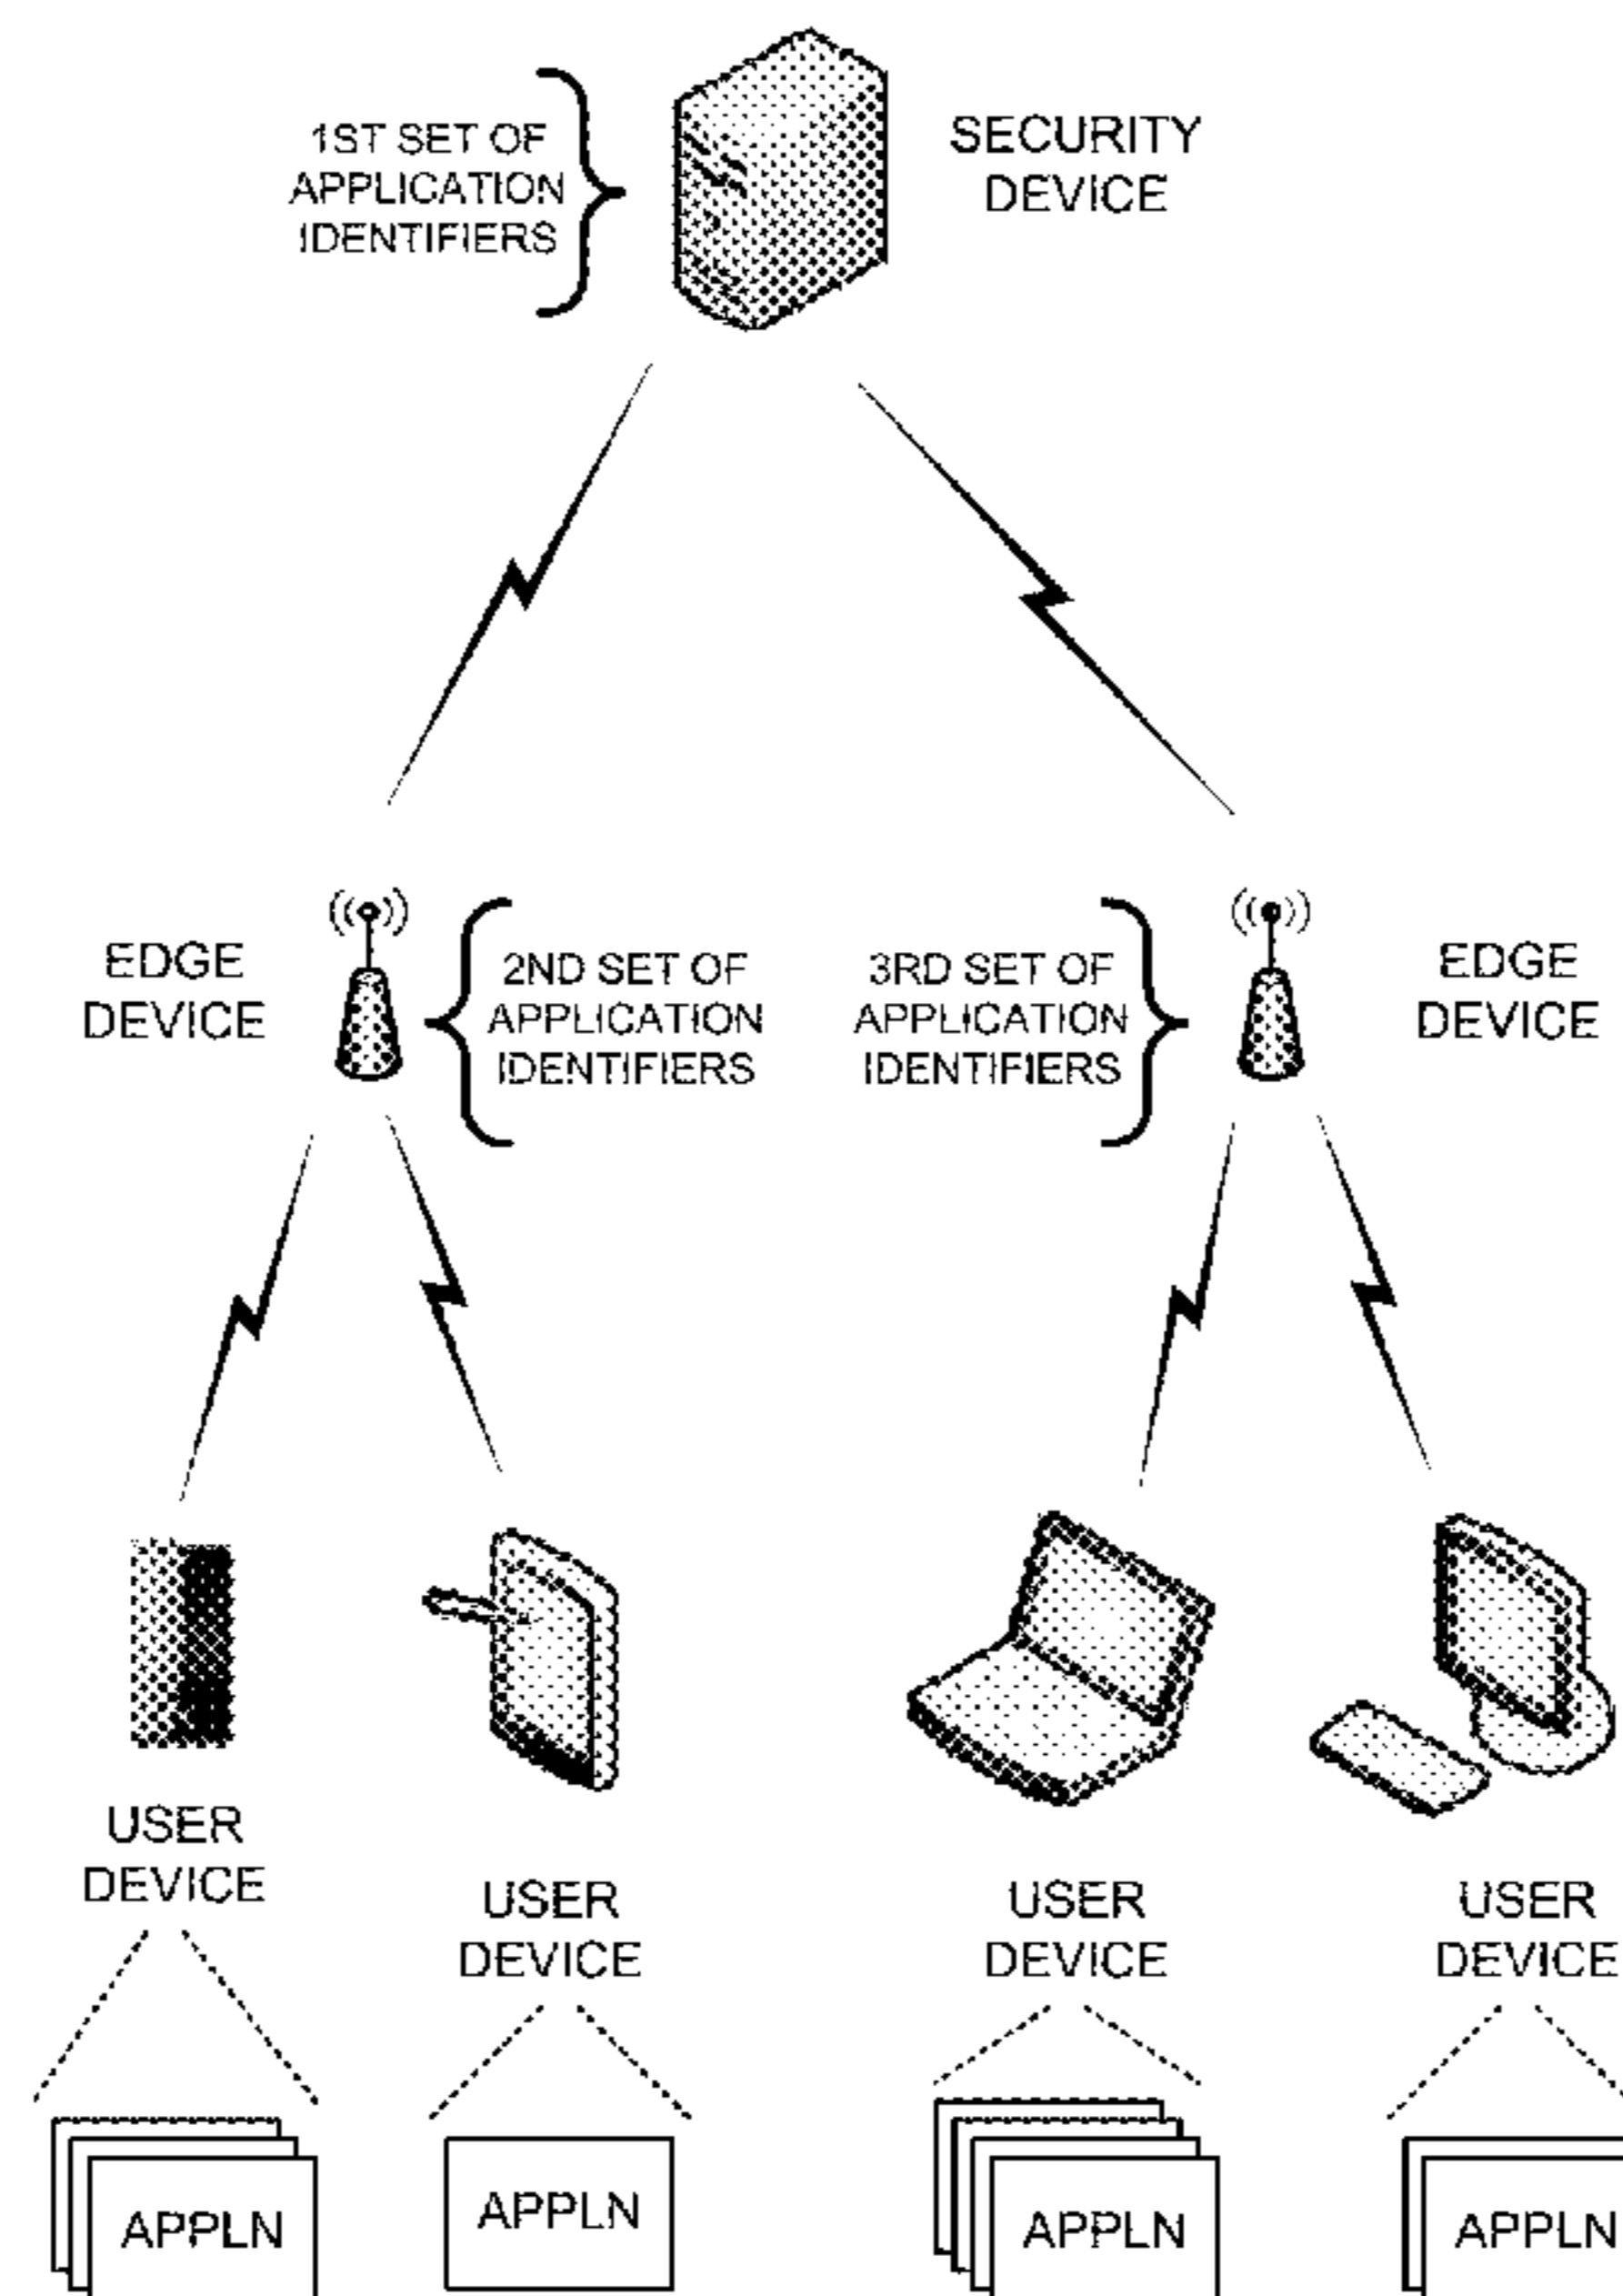 1ST SET OF
APPLICATION
IDENTIFIERS
SECURITY
DEVICE
EDGE
DEVICE
2ND SET OF
APPLICATION
IDENTIFIERS
3RD SET OF
APPLICATION
IDENTIFIERS
EDGE
DEVICE
USER
DEVICE
USER
DEVICE
USER
DEVICE
USER
DEVICE
APPLN
APPLN
APPLN
APPLN